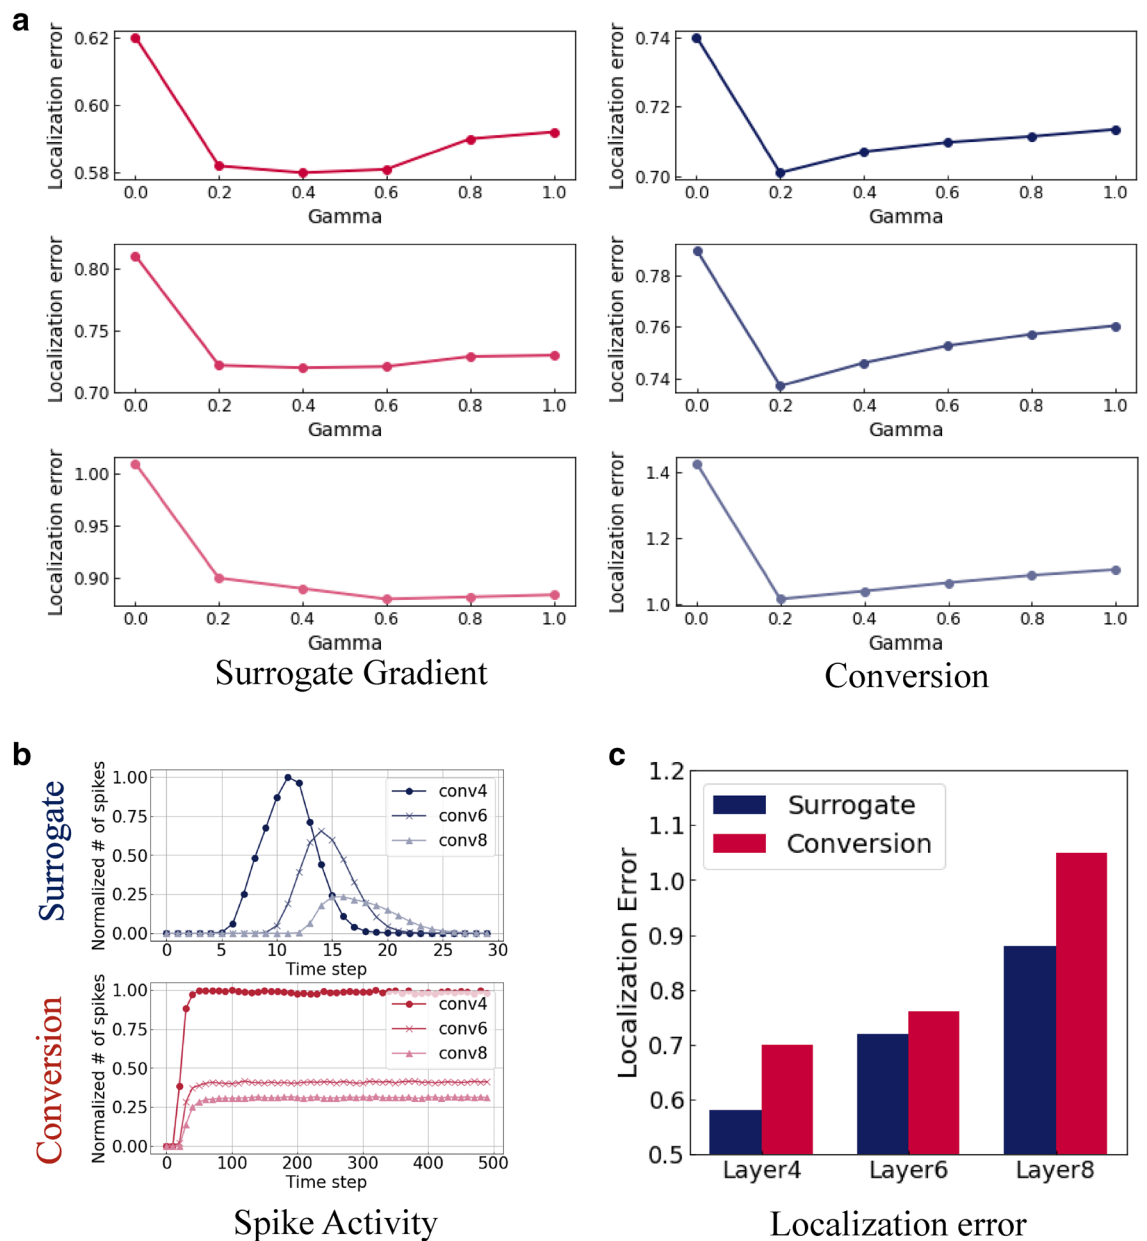 a
Localization error
0.62
0.60
0.58
0.0 0.2 0.4 0.6 0.8 1.0
Gamma
Localization error
0.74
0.72
0.70
0.0 0.2 0.4 0.6 0.8 1.0
Gamma
Localization error
0.80
0.75
0.70
0.0 0.2 0.4 0.6 0.8 1.0
Gamma
Localization error
0.78
0.76
0.74
0.0 0.2 0.4 0.6 0.8 1.0
Gamma
Localization error
1.00
0.95
0.90
0.0 0.2 0.4 0.6 0.8 1.0
Gamma
Localization error
1.4
1.2
1.0
0.0 0.2 0.4 0.6 0.8 1.0
Gamma
Surrogate Gradient
Conversion
b
Surrogate
Normalized # of spikes
1.00
0.75
0.50
0.25
0.00
conv4
conv6
conv8
0 5 10 15 20 25 30
Time step
Conversion
Normalized # of spikes
1.00
0.75
0.50
0.25
0.00
conv4
conv6
conv8
0 100 200 300 400 500
Time step
Spike Activity
c
Localization Error
1.2
1.1
1.0
0.9
0.8
0.7
0.6
0.5
Surrogate
Conversion
Layer4 Layer6 Layer8
Localization error